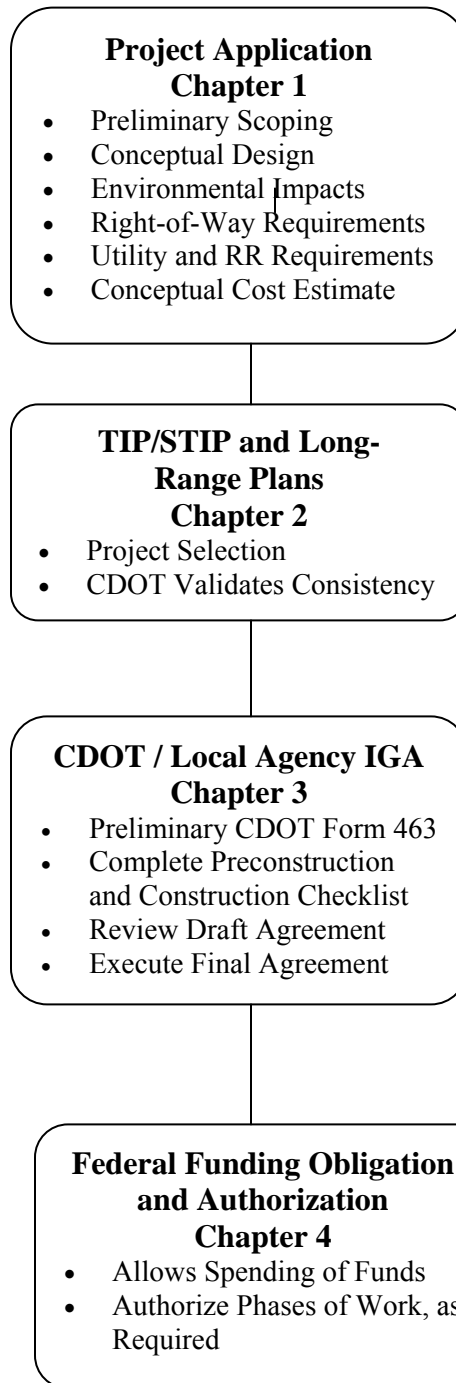 Project Application
Chapter 1
• Preliminary Scoping
• Conceptual Design
• Environmental Impacts
• Right-of-Way Requirements
• Utility and RR Requirements
• Conceptual Cost Estimate
TIP/STIP and Long-
Range Plans
Chapter 2
• Project Selection
• CDOT Validates Consistency
CDOT / Local Agency IGA
Chapter 3
• Preliminary CDOT Form 463
• Complete Preconstruction
and Construction Checklist
• Review Draft Agreement
• Execute Final Agreement
Federal Funding Obligation
and Authorization
Chapter 4
• Allows Spending of Funds
• Authorize Phases of Work, as
Required